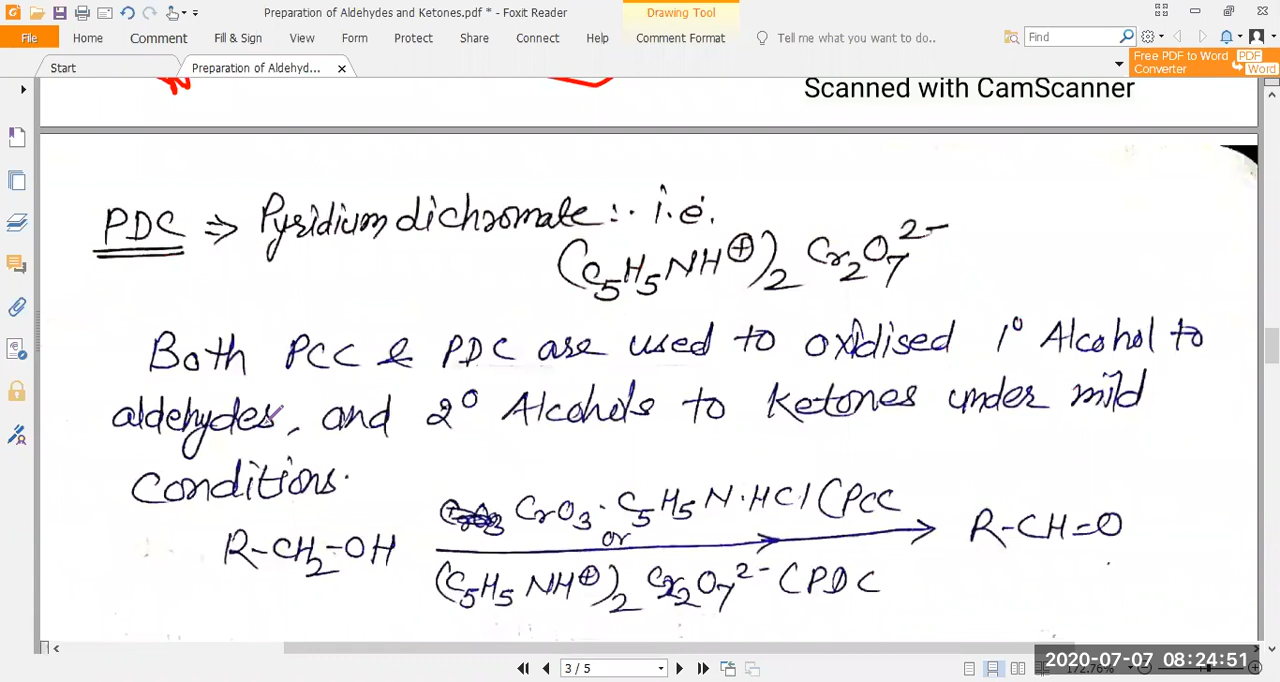 Preparation of Aldehydes and Ketones.pdf * - Foxit Reader
Drawing Tool
File Home Comment Fill & Sign View Form Protect Share Connect Help Comment Format Tell me what you want to do.. Find
Start Preparation of Aldehyd... Free PDF to Word Converter PDF Word
Scanned with CamScanner
PDC ⇒ Pyridium dichromate :. i.e.
(C5H5NH⊕)2 Cr2O7 2-
Both PCC & PDC are used to oxidised 1° Alcohol to
aldehydes, and 2° Alcohols to ketones under mild
Conditions.
CrO3.C5H5N.HCl (PCC
R-CH2-OH or R-CH=O
(C5H5NH⊕)2 Cr2O7 2- (PDC
3 / 5
2020-07-07 08:24:51